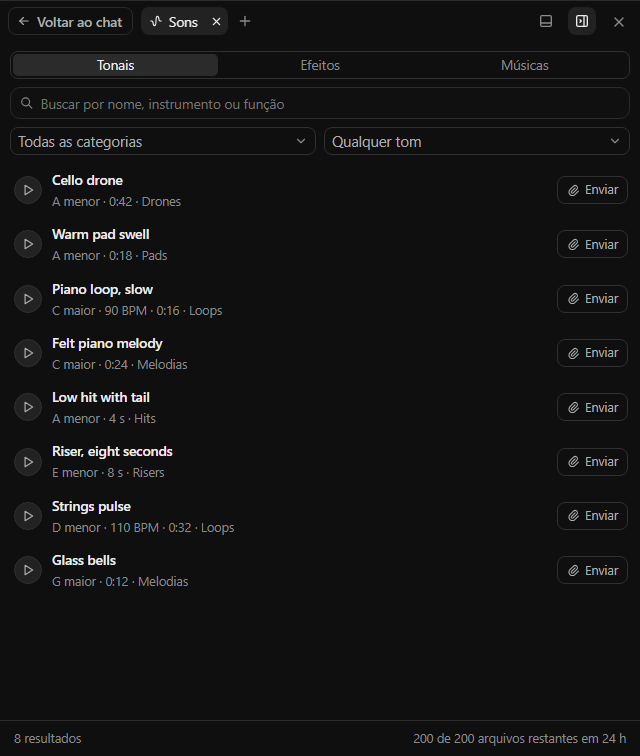 Voltar ao chat
Sons
Tonais
Efeitos
Músicas
Buscar por nome, instrumento ou função
Todas as categorias
Qualquer tom
Cello drone
A menor · 0:42 · Drones
Enviar
Warm pad swell
A menor · 0:18 · Pads
Enviar
Piano loop, slow
C maior · 90 BPM · 0:16 · Loops
Enviar
Felt piano melody
C maior · 0:24 · Melodias
Enviar
Low hit with tail
A menor · 4 s · Hits
Enviar
Riser, eight seconds
E menor · 8 s · Risers
Enviar
Strings pulse
D menor · 110 BPM · 0:32 · Loops
Enviar
Glass bells
G maior · 0:12 · Melodias
Enviar
8 resultados
200 de 200 arquivos restantes em 24 h